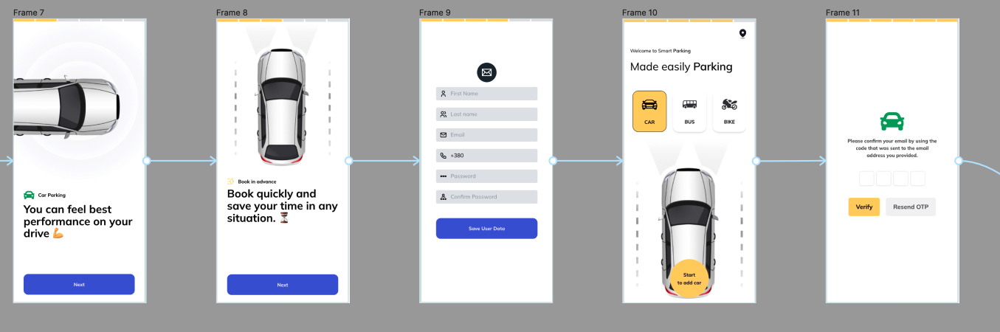 Frame 7
Car Parking
You can feel best
performance on your
drive 💪
Next
Frame 8
Book in advance
Book quickly and
save your time in any
situation. ⏳
Next
Frame 9
First Name
Last name
Email
+380
Password
Confirm Password
Save User Data
Frame 10
Welcome to Smart Parking
Made easily Parking
CAR
BUS
BIKE
Start
to add car
Frame 11
Please confirm your email by using the
code that was sent to the email
address you provided.
Verify
Resend OTP